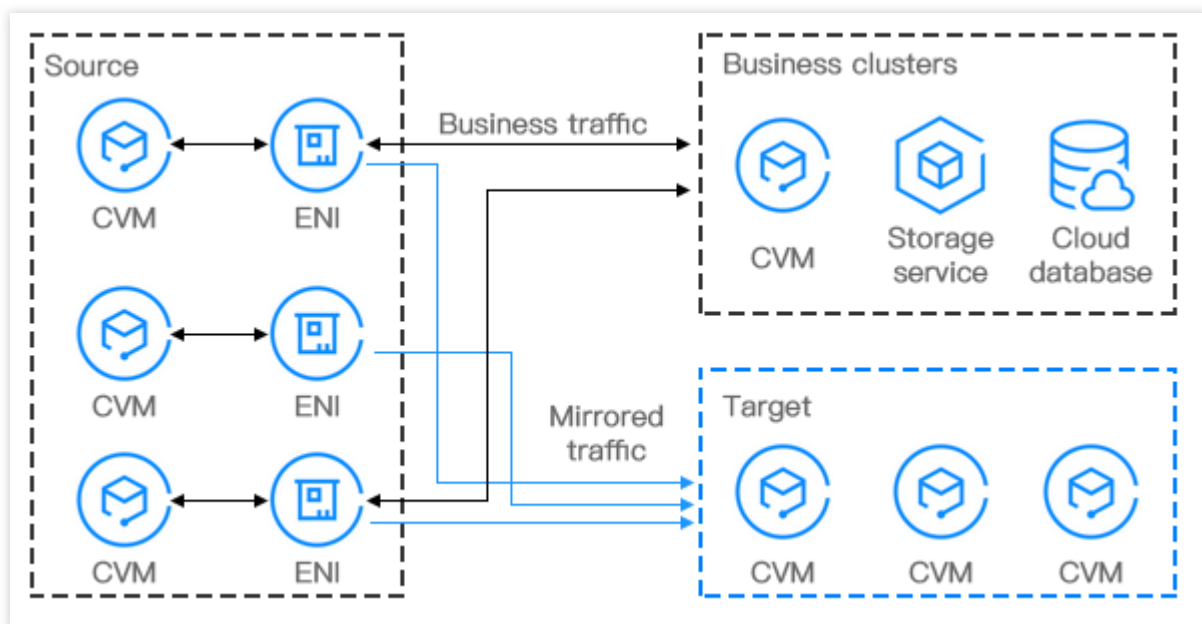 Source
CVM
ENI
CVM
ENI
CVM
ENI
Business traffic
Mirrored
traffic
Business clusters
CVM
Storage
service
Cloud
database
Target
CVM
CVM
CVM